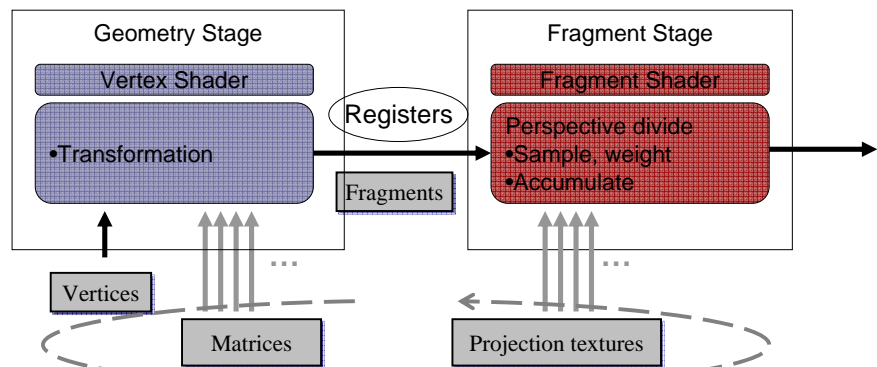 Geometry Stage
Vertex Shader
•Transformation
Registers
Fragments
Fragment Stage
Fragment Shader
Perspective divide
•Sample, weight
•Accumulate
Vertices
...
Matrices
...
Projection textures